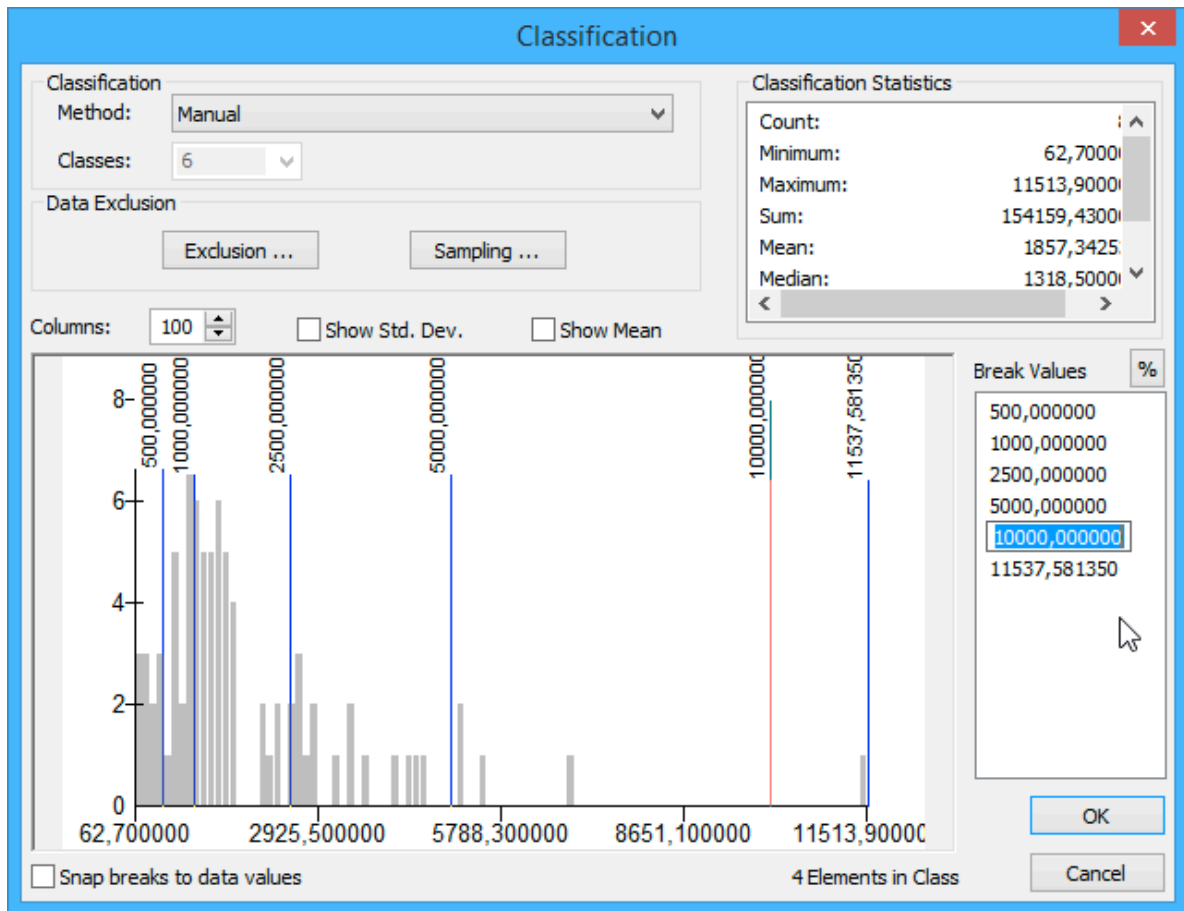 Classification
Classification
Method: Manual
Classes: 6
Data Exclusion
Exclusion ...
Sampling ...
Classification Statistics
Count:
Minimum: 62,7000
Maximum: 11513,9000
Sum: 154159,4300
Mean: 1857,3425
Median: 1318,5000
Columns: 100
Show Std. Dev.
Show Mean
Break Values
%
500,000000
1000,000000
2500,000000
5000,000000
10000,000000
11537,581350
8
6
4
2
0
500,000000
1000,000000
2500,000000
5000,000000
10000,000000
11537,581350
62,700000
2925,500000
5788,300000
8651,100000
11513,90000
OK
Snap breaks to data values
4 Elements in Class
Cancel